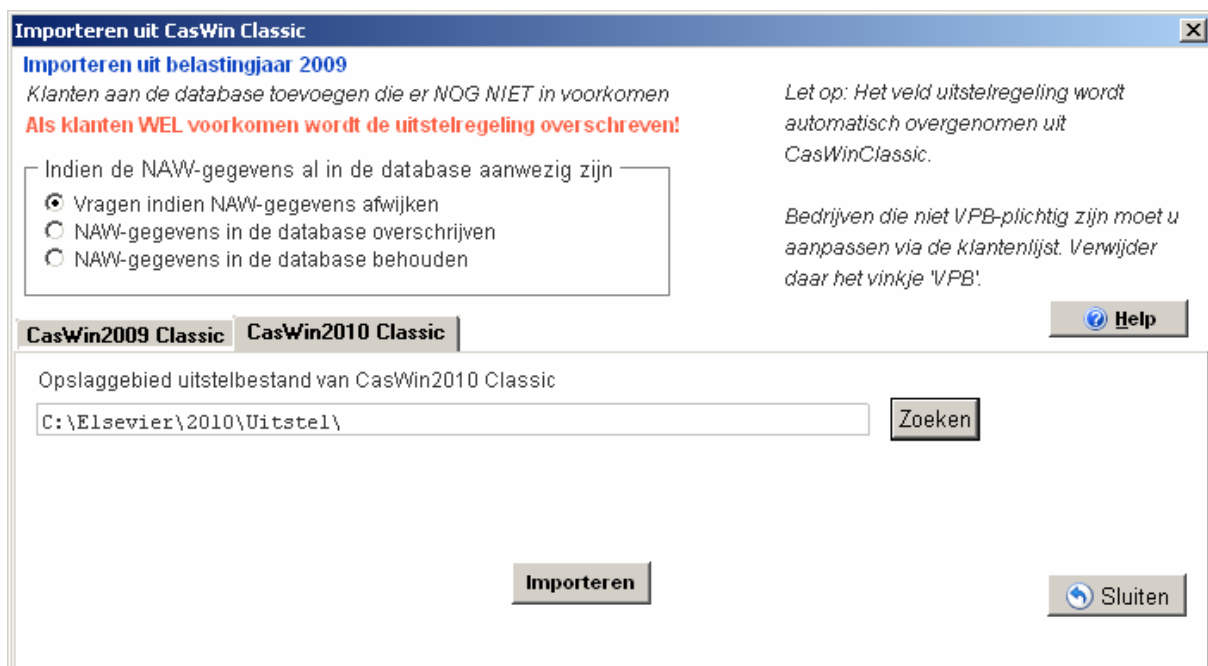 Importeren uit CasWin Classic
Importeren uit belastingjaar 2009
Klanten aan de database toevoegen die er NOG NIET in voorkomen
Als klanten WEL voorkomen wordt de uitstelregeling overschreven!
Let op: Het veld uitstelregeling wordt
automatisch overgenomen uit
CasWinClassic.
Indien de NAW-gegevens al in de database aanwezig zijn
Vragen indien NAW-gegevens afwijken
NAW-gegevens in de database overschrijven
NAW-gegevens in de database behouden
Bedrijven die niet VPB-plichtig zijn moet u
aanpassen via de klantenlijst. Verwijder
daar het vinkje 'VPB'.
Help
CasWin2009 Classic
CasWin2010 Classic
Opslaggebied uitstelbestand van CasWin2010 Classic
C:\Elsevier\2010\Uitstel\
Zoeken
Importeren
Sluiten